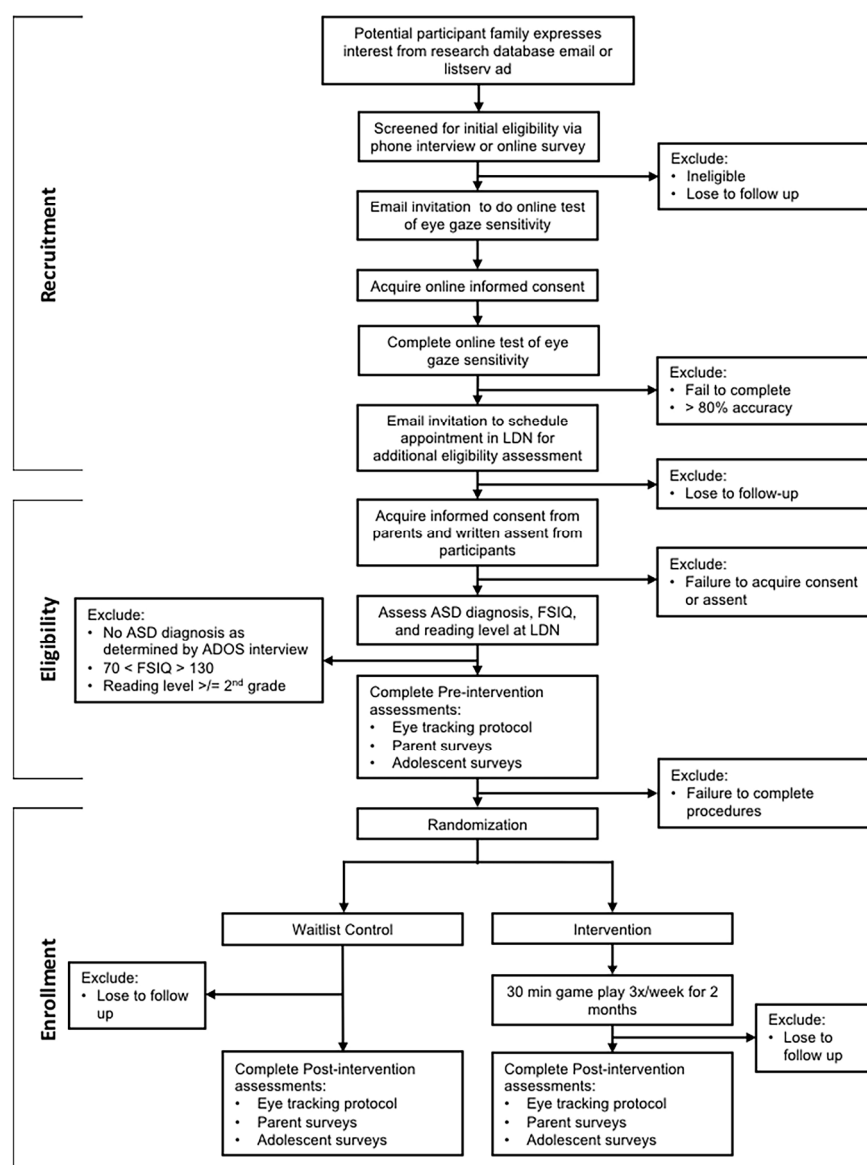 Potential participant family expresses
interest from research database email or
listserv ad
Screened for initial eligibility via
phone interview or online survey
Exclude:
• Ineligible
• Lose to follow up
Email invitation to do online test
of eye gaze sensitivity
Acquire online informed consent
Complete online test of eye
gaze sensitivity
Exclude:
• Fail to complete
• > 80% accuracy
Email invitation to schedule
appointment in LDN for
additional eligibility assessment
Recruitment
Exclude:
• Lose to follow-up
Acquire informed consent from
parents and written assent from
participants
Exclude:
• Failure to acquire consent
or assent
Assess ASD diagnosis, FSIQ,
and reading level at LDN
Exclude:
• No ASD diagnosis as
determined by ADOS interview
• 70 < FSIQ > 130
• Reading level >/= 2nd grade
Complete Pre-intervention
assessments:
• Eye tracking protocol
• Parent surveys
• Adolescent surveys
Eligibility
Exclude:
• Failure to complete
procedures
Randomization
Waitlist Control
Intervention
Exclude:
• Lose to follow
up
30 min game play 3x/week for 2
months
Exclude:
• Lose to
follow up
Complete Post-intervention
assessments:
• Eye tracking protocol
• Parent surveys
• Adolescent surveys
Complete Post-intervention
assessments:
• Eye tracking protocol
• Parent surveys
• Adolescent surveys
Enrollment